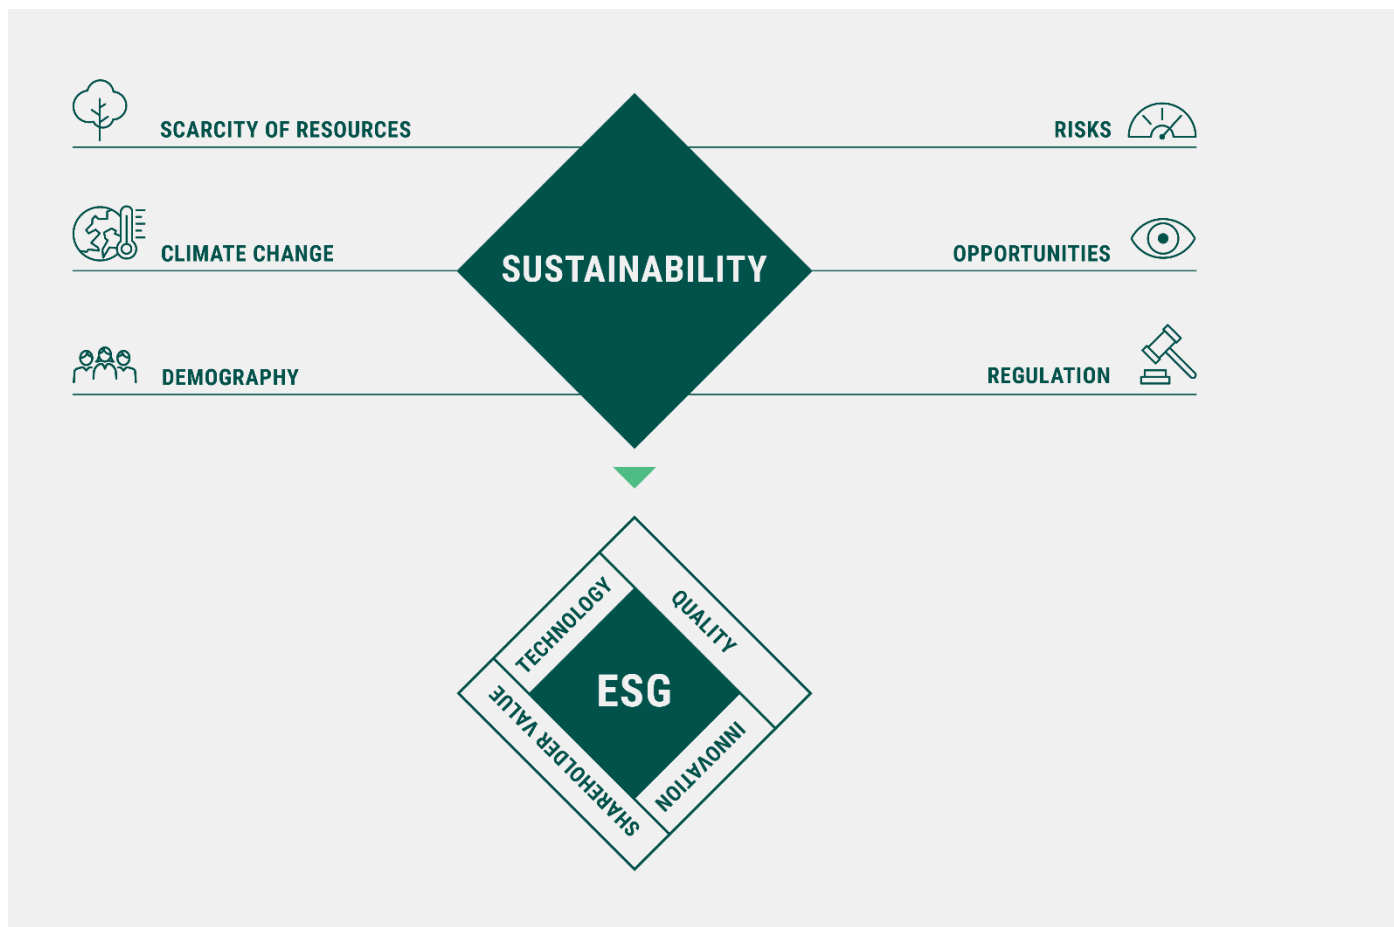 SCARCITY OF RESOURCES
RISKS
CLIMATE CHANGE
SUSTAINABILITY
OPPORTUNITIES
DEMOGRAPHY
REGULATION
TECHNOLOGY
QUALITY
ESG
SHAREHOLDER VALUE
INNOVATION